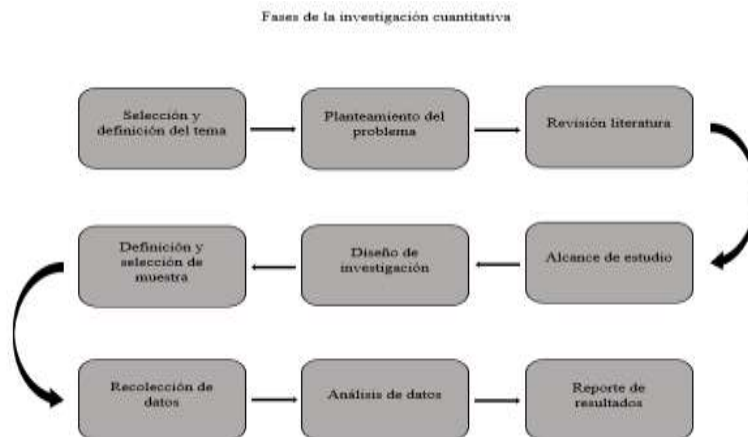 Fases de la investigación cuantitativa
Selección y
definición del tema
Planteamiento del
problema
Revisión literatura
Alcance de estudio
Diseño de
investigación
Definición y
selección de
muestra
Recolección de
datos
Análisis de datos
Reporte de
resultados